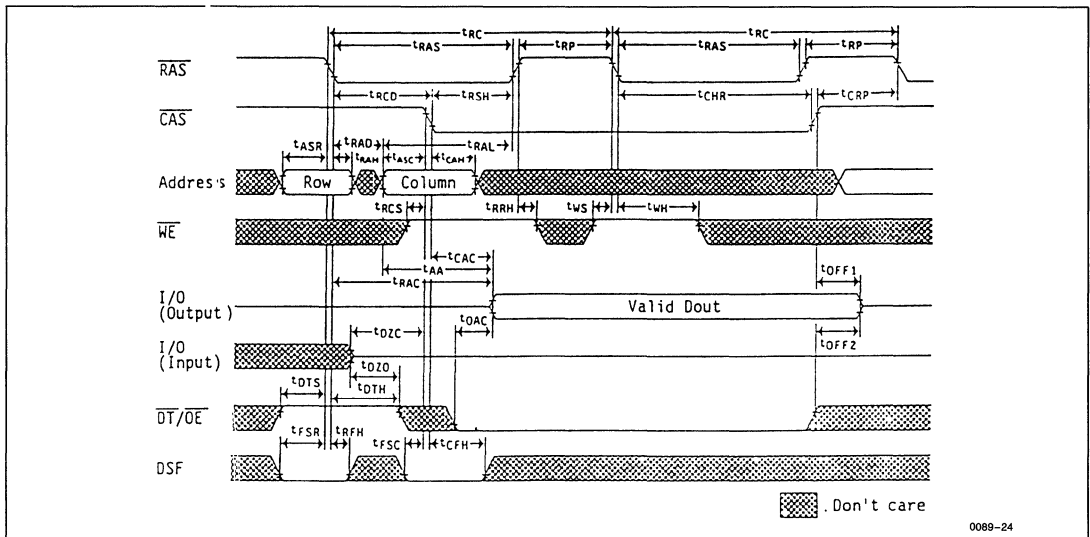 tRC tRC
tRAS tRP tRAS tRP
RAS
tRCD tRSH tCHR tCRP
CAS
tASR tRAD tRAL
tRAH tASC tCAH
Address Row Column
tRCS tRRH tWS tWH
WE
tCAC
tAA tOFF1
tRAC
I/O
(Output) Valid Dout
tDZC tOAC tOFF2
I/O
(Input)
tDZO
tDTS tDTH
DT/OE
tFSR tRFH tFSC tCFH
DSF
. Don't care
0089-24